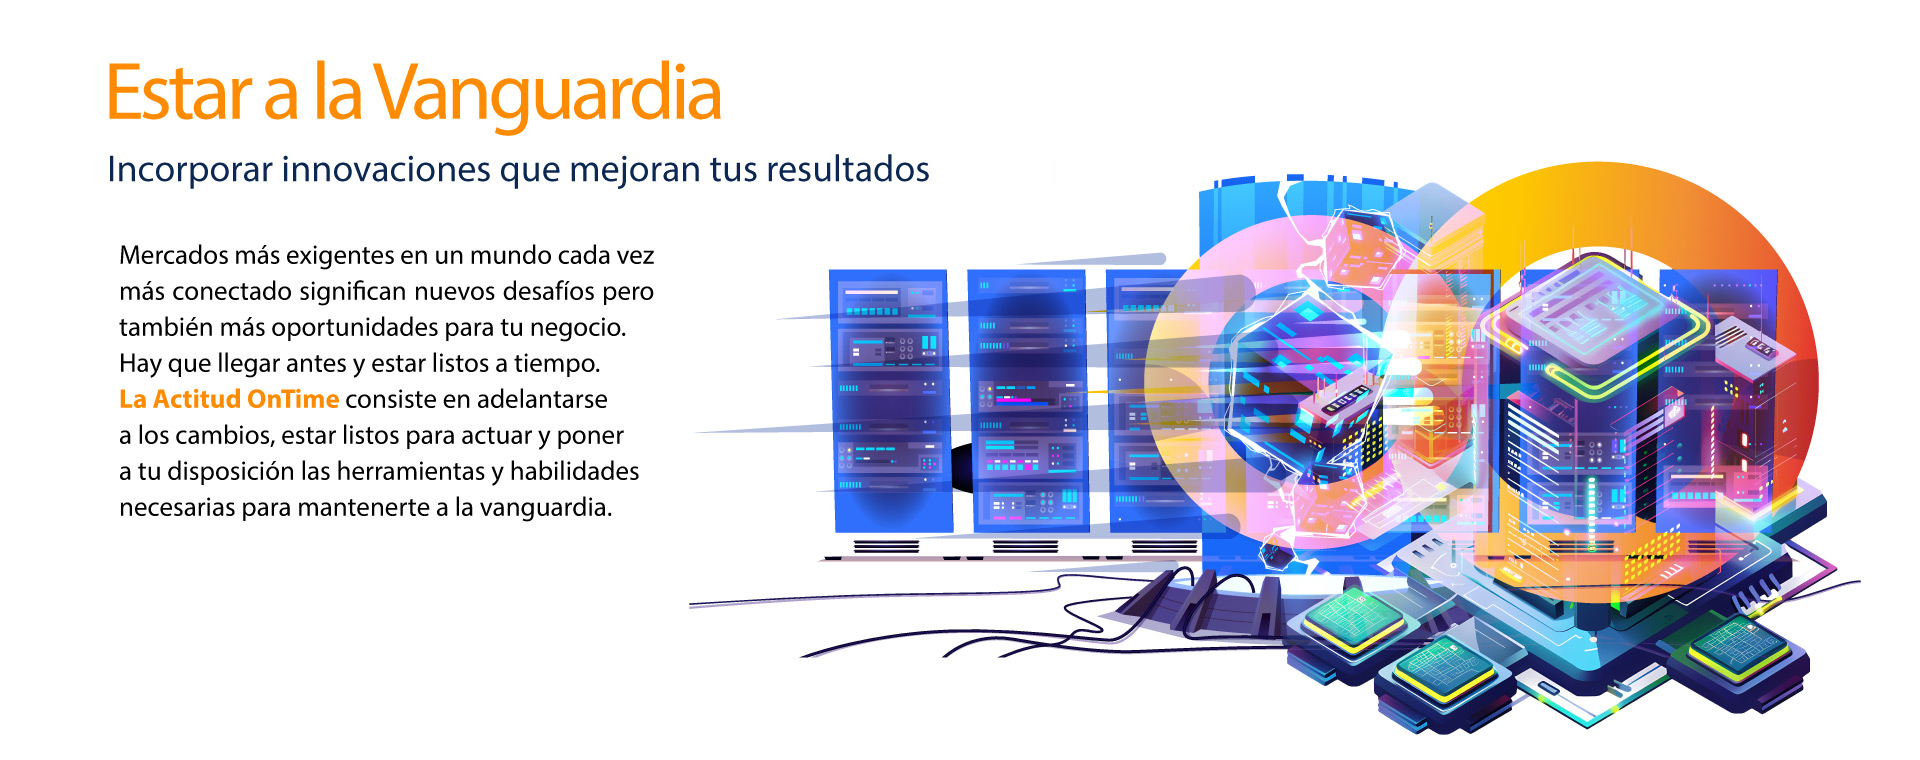 Estar a la Vanguardia
Incorporar innovaciones que mejoran tus resultados
Mercados más exigentes en un mundo cada vez
más conectado significan nuevos desafíos pero
también más oportunidades para tu negocio.
Hay que llegar antes y estar listos a tiempo.
La Actitud OnTime consiste en adelantarse
a los cambios, estar listos para actuar y poner
a tu disposición las herramientas y habilidades
necesarias para mantenerte a la vanguardia.